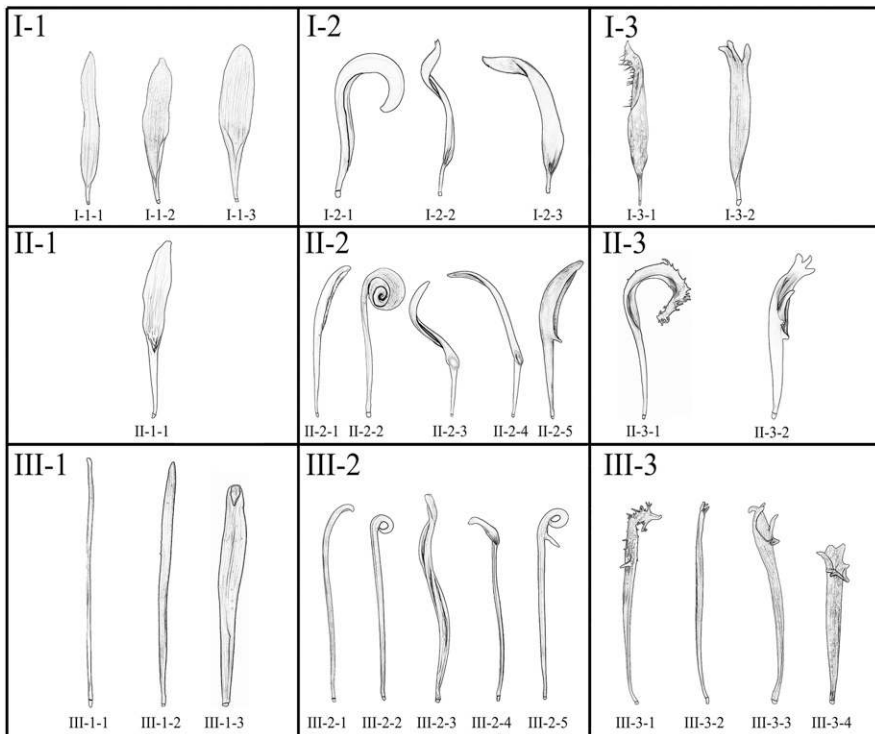 I-1
I-2
I-3
I-1-1 I-1-2 I-1-3
I-2-1 I-2-2 I-2-3
I-3-1 I-3-2
II-1
II-2
II-3
II-1-1
II-2-1 II-2-2 II-2-3 II-2-4 II-2-5
II-3-1 II-3-2
III-1
III-2
III-3
III-1-1 III-1-2 III-1-3
III-2-1 III-2-2 III-2-3 III-2-4 III-2-5
III-3-1 III-3-2 III-3-3 III-3-4